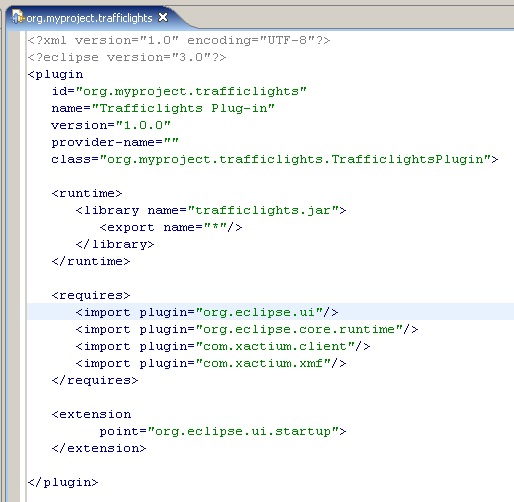 org.myproject.trafficlights
<?xml version="1.0" encoding="UTF-8"?>
<?eclipse version="3.0"?>
<plugin
   id="org.myproject.trafficlights"
   name="Trafficlights Plug-in"
   version="1.0.0"
   provider-name=""
   class="org.myproject.trafficlights.TrafficlightsPlugin">

   <runtime>
      <library name="trafficlights.jar">
         <export name="*"/>
      </library>
   </runtime>

   <requires>
      <import plugin="org.eclipse.ui"/>
      <import plugin="org.eclipse.core.runtime"/>
      <import plugin="com.xactium.client"/>
      <import plugin="com.xactium.xmf"/>
   </requires>

   <extension
         point="org.eclipse.ui.startup">
   </extension>

</plugin>